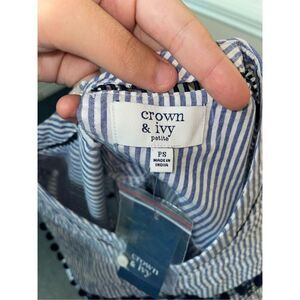 crown
& ivy
petite
PS
MADE IN
INDIA
crown
& ivy